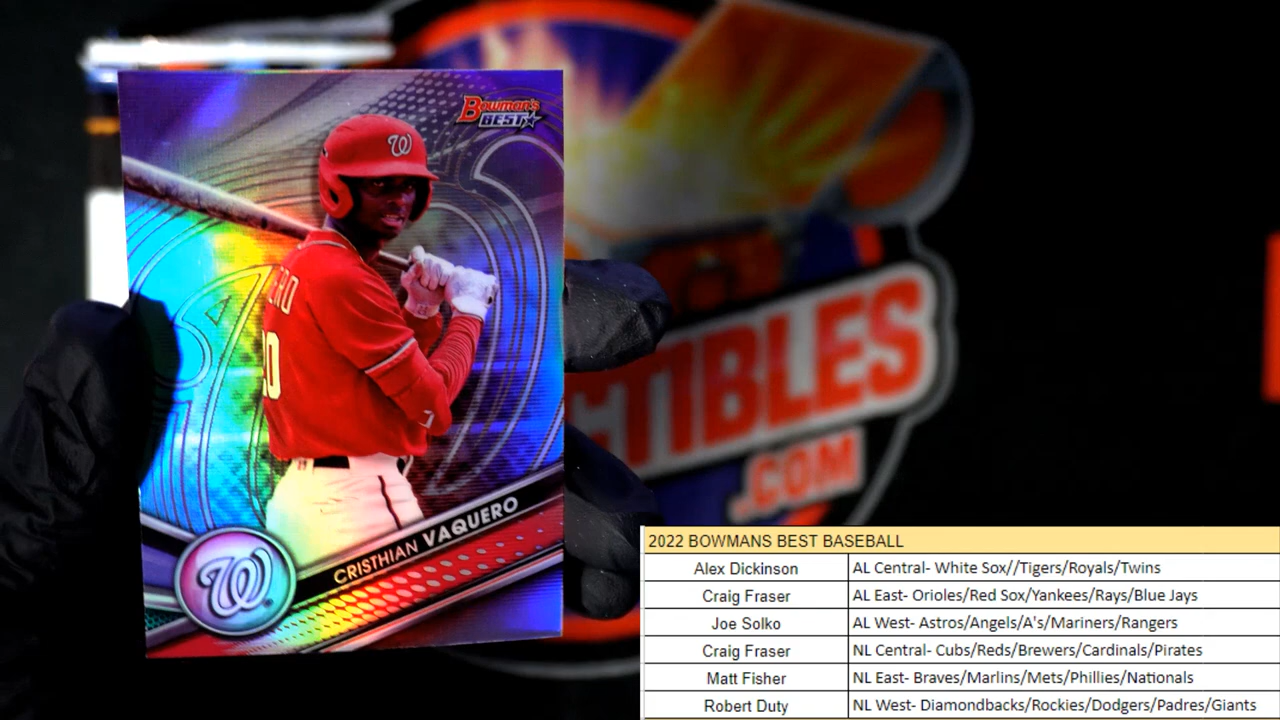 Bowman's
BEST
W
RO
0
CRISTHIAN VAQUERO
W
CTIBLES
.COM
2022 BOWMANS BEST BASEBALL
Alex Dickinson AL Central- White Sox//Tigers/Royals/Twins
Craig Fraser AL East- Orioles/Red Sox/Yankees/Rays/Blue Jays
Joe Solko AL West- Astros/Angels/A's/Mariners/Rangers
Craig Fraser NL Central- Cubs/Reds/Brewers/Cardinals/Pirates
Matt Fisher NL East- Braves/Marlins/Mets/Phillies/Nationals
Robert Duty NL West- Diamondbacks/Rockies/Dodgers/Padres/Giants